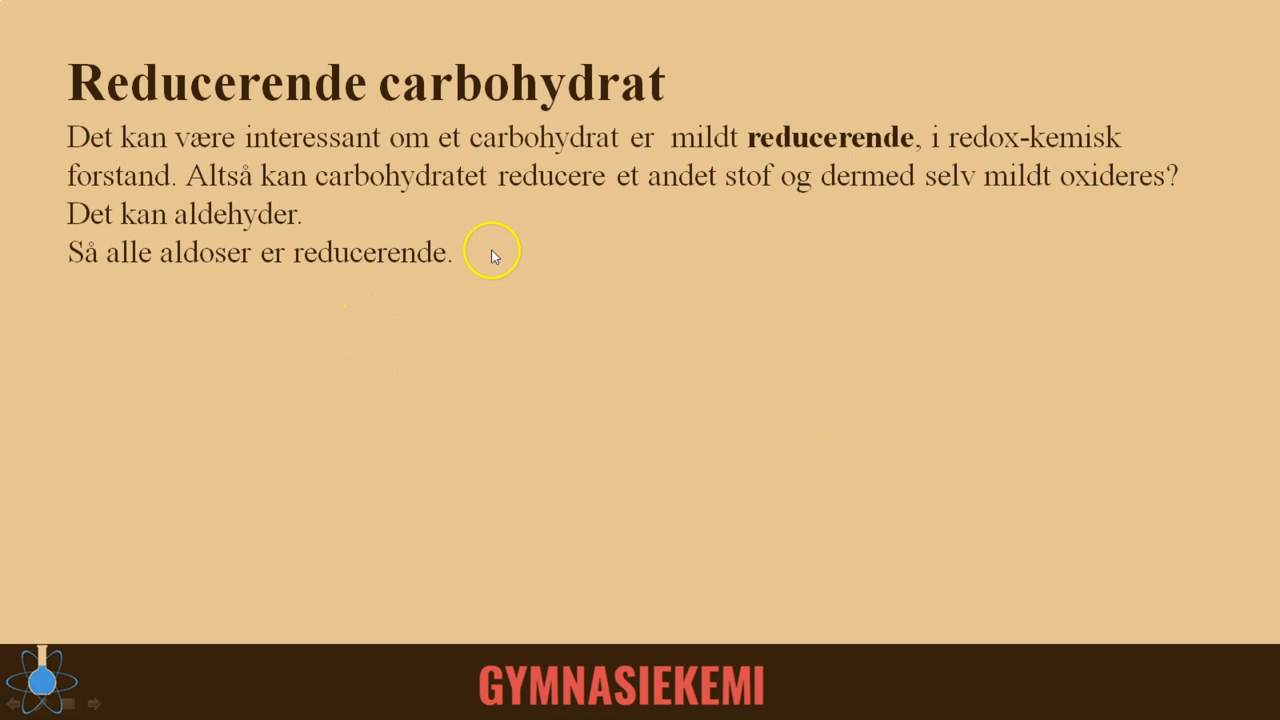 Reducerende carbohydrat
Det kan være interessant om et carbohydrat er mildt reducerende, i redox-kemisk
forstand. Altså kan carbohydratet reducere et andet stof og dermed selv mildt oxideres?
Det kan aldehyder.
Så alle aldoser er reducerende.
GYMNASIEKEMI